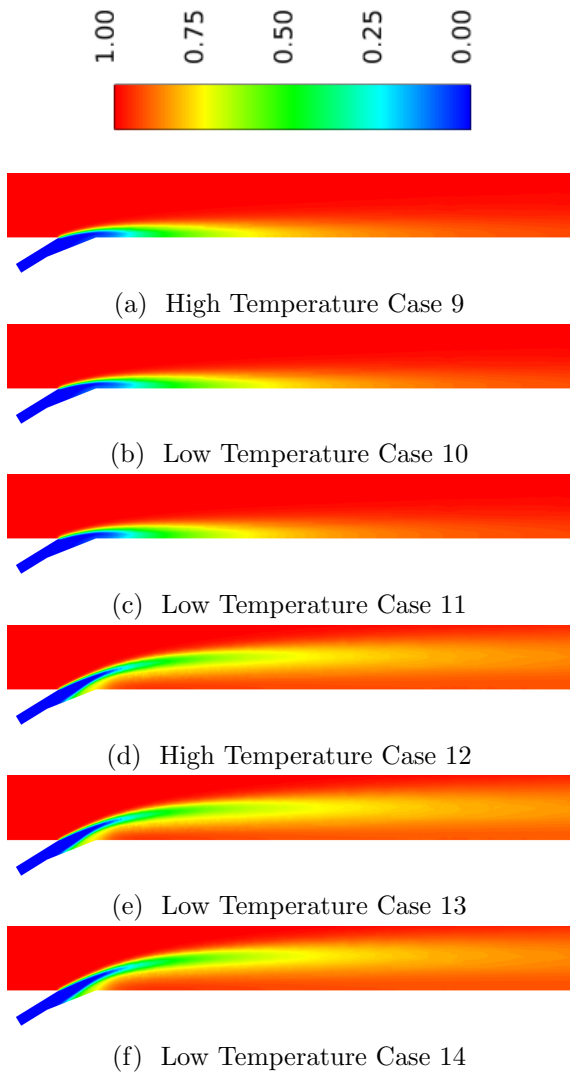 1.00 0.75 0.50 0.25 0.00
(a) High Temperature Case 9
(b) Low Temperature Case 10
(c) Low Temperature Case 11
(d) High Temperature Case 12
(e) Low Temperature Case 13
(f) Low Temperature Case 14